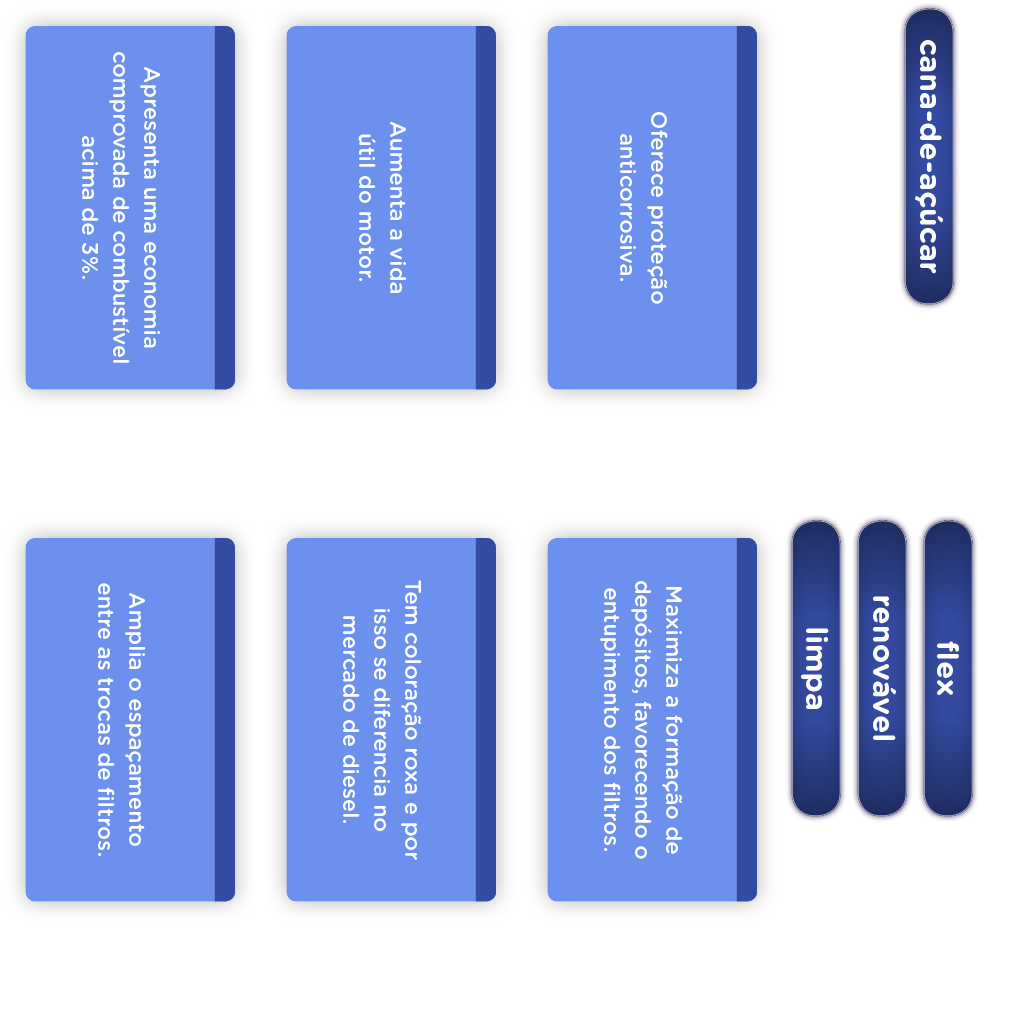 cana-de-açúcar
flex
renovável
limpa
Oferece proteção
anticorrosiva.
Maximiza a formação de
depósitos, favorecendo o
entupimento dos filtros.
Aumenta a vida
útil do motor.
Tem coloração roxa e por
isso se diferencia no
mercado de diesel.
Apresenta uma economia
comprovada de combustível
acima de 3%.
Amplia o espaçamento
entre as trocas de filtros.